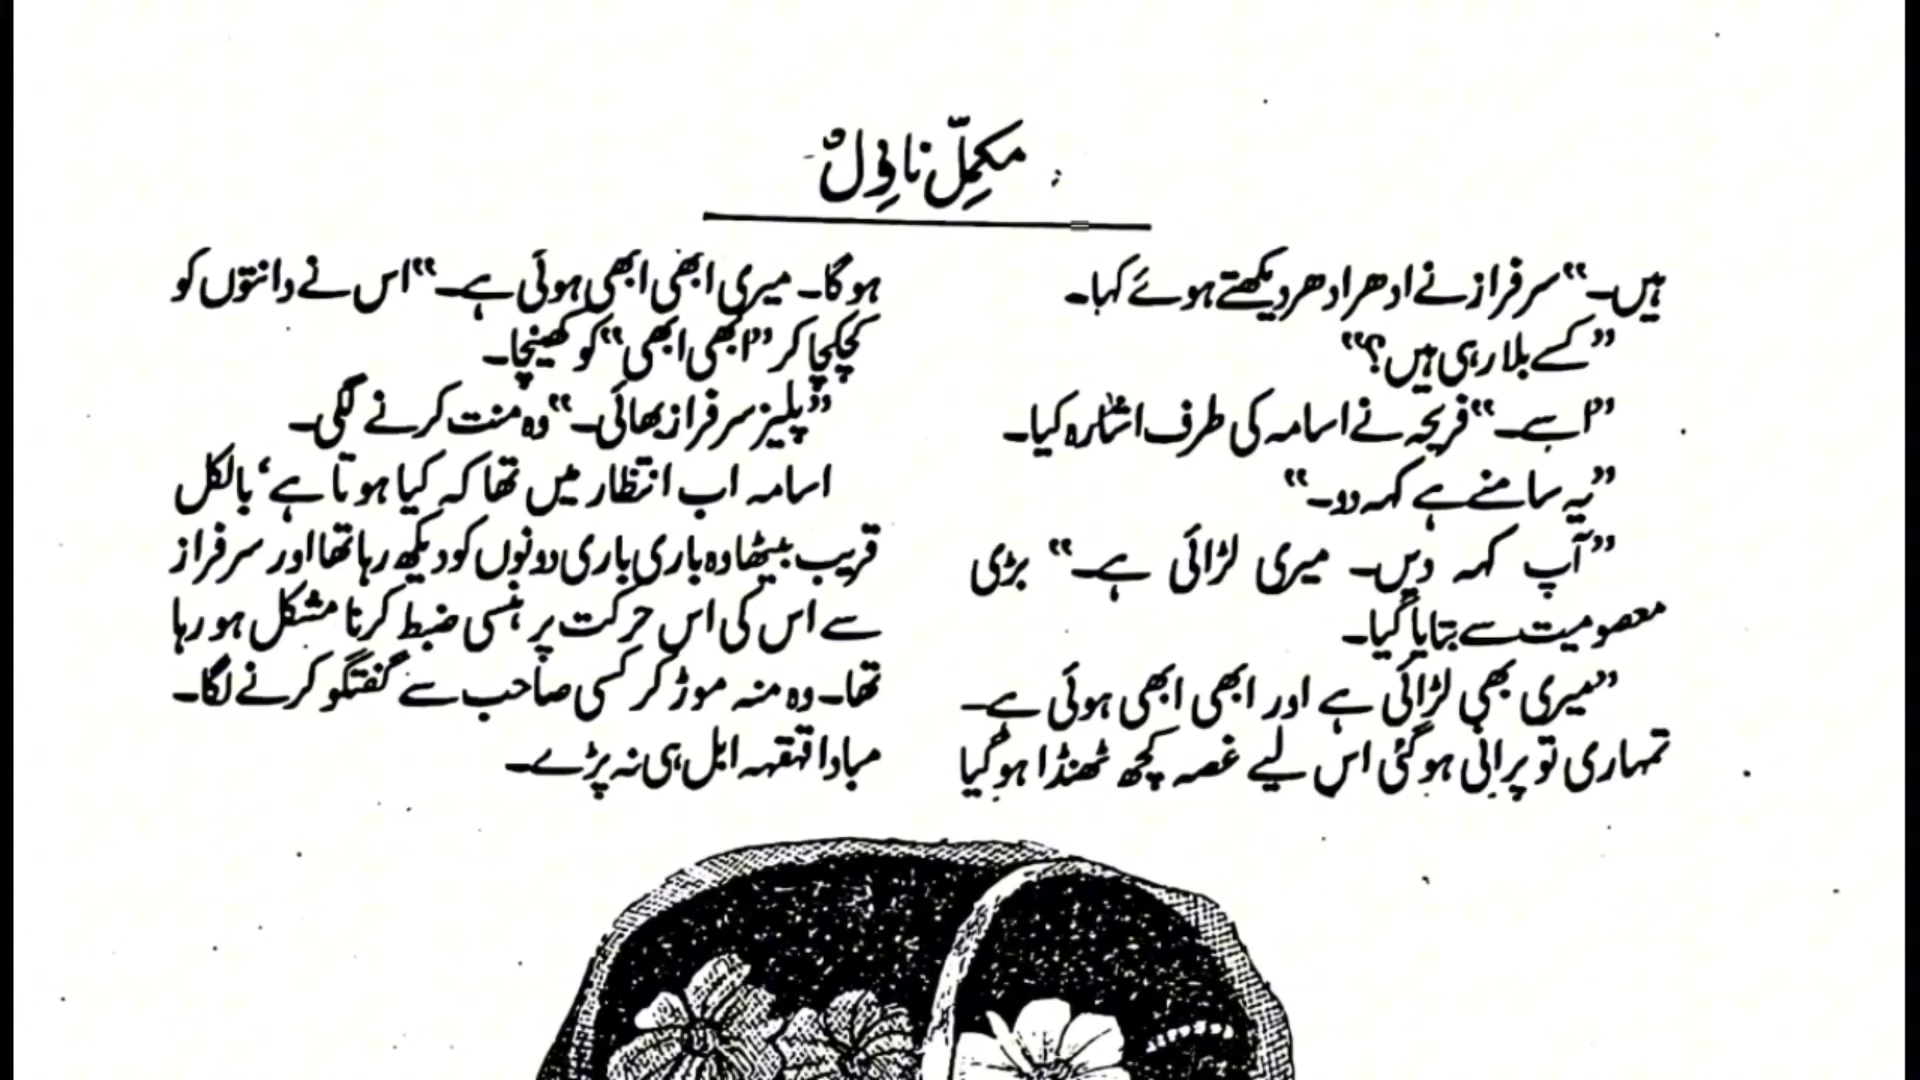 مکمل ناول
ہیں۔“ سرفراز نے ادھر ادھر دیکھتے ہوئے کہا۔
”کسے بلا رہی ہیں؟“
”اسے۔“ فریحہ نے اسامہ کی طرف اشارہ کیا۔
”یہ سامنے ہے کہہ دو۔“
”آپ کہہ دیں۔ میری لڑائی ہے۔“ بڑی
معصومیت سے بتایا گیا۔
”میری بھی لڑائی ہے اور ابھی ابھی ہوئی ہے۔
تمہاری تو پرانی ہو گئی اس لیے غصہ کچھ ٹھنڈا ہو گیا
ہو گا۔ میری ابھی ابھی ہوئی ہے۔“ اس نے دانتوں کو
کچکچا کر ”ابھی ابھی“ کو کھینچا۔
”پلیز سرفراز بھائی۔“ وہ منت کرنے لگی۔
اسامہ اب انتظار میں تھا کہ کیا ہوتا ہے‘ بالکل
قریب بیٹھا وہ باری باری دونوں کو دیکھ رہا تھا اور سرفراز
سے اس کی اس حرکت پر ہنسی ضبط کرنا مشکل ہو رہا
تھا۔ وہ منہ موڑ کر کسی صاحب سے گفتگو کرنے لگا۔
مبادا قہقہہ ابل ہی نہ پڑے۔